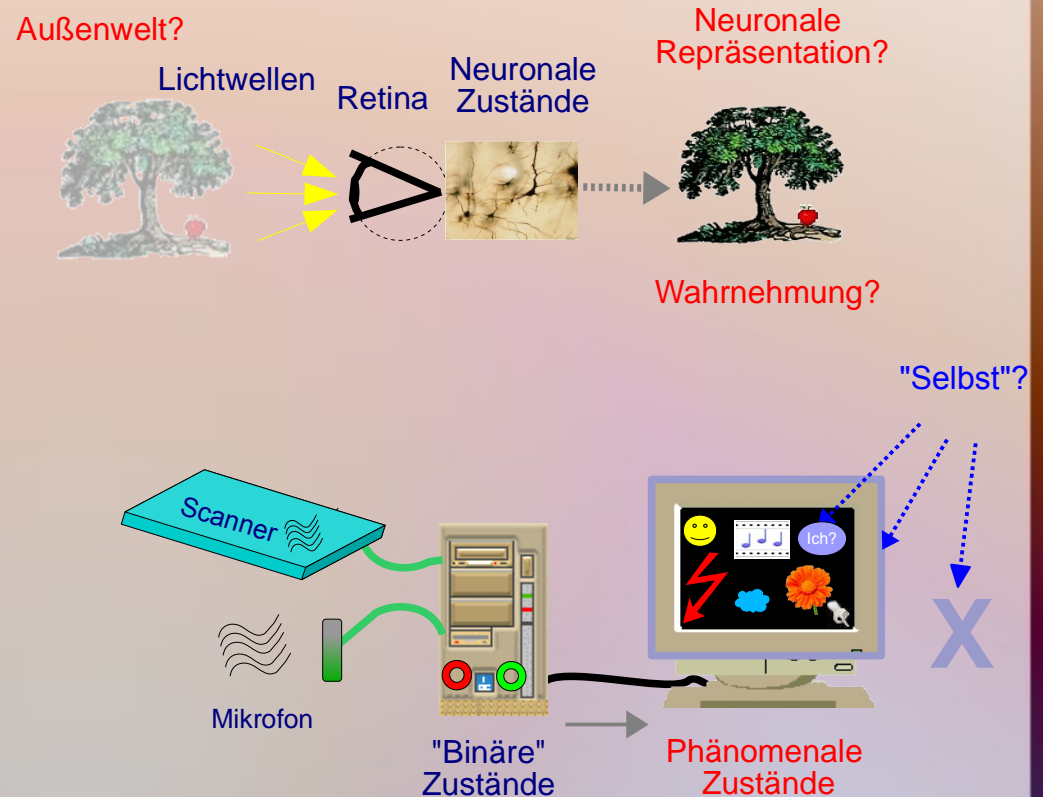 Außenwelt?
Lichtwellen
Retina
Neuronale
Zustände
Neuronale
Repräsentation?
Wahrnehmung?
"Selbst"?
Scanner
Ich?
X
Mikrofon
"Binäre"
Zustände
Phänomenale
Zustände